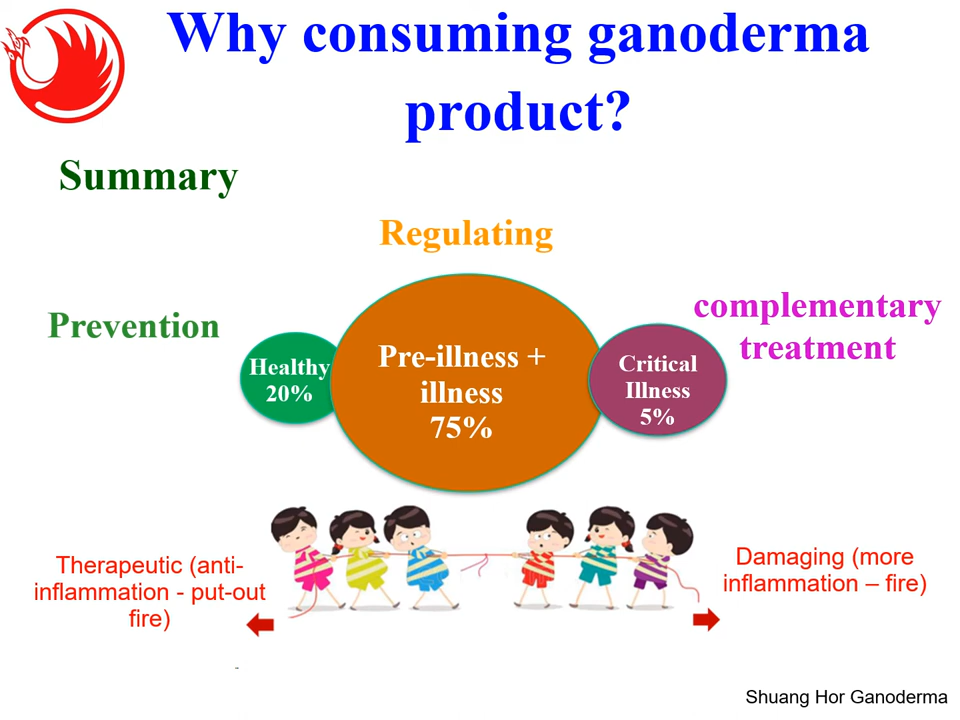 Why consuming ganoderma
product?
Summary
Regulating
Prevention
complementary
treatment
Healthy
20%
Pre-illness +
illness
75%
Critical
Illness
5%
Therapeutic (anti-
inflammation - put-out
fire)
Damaging (more
inflammation – fire)
Shuang Hor Ganoderma